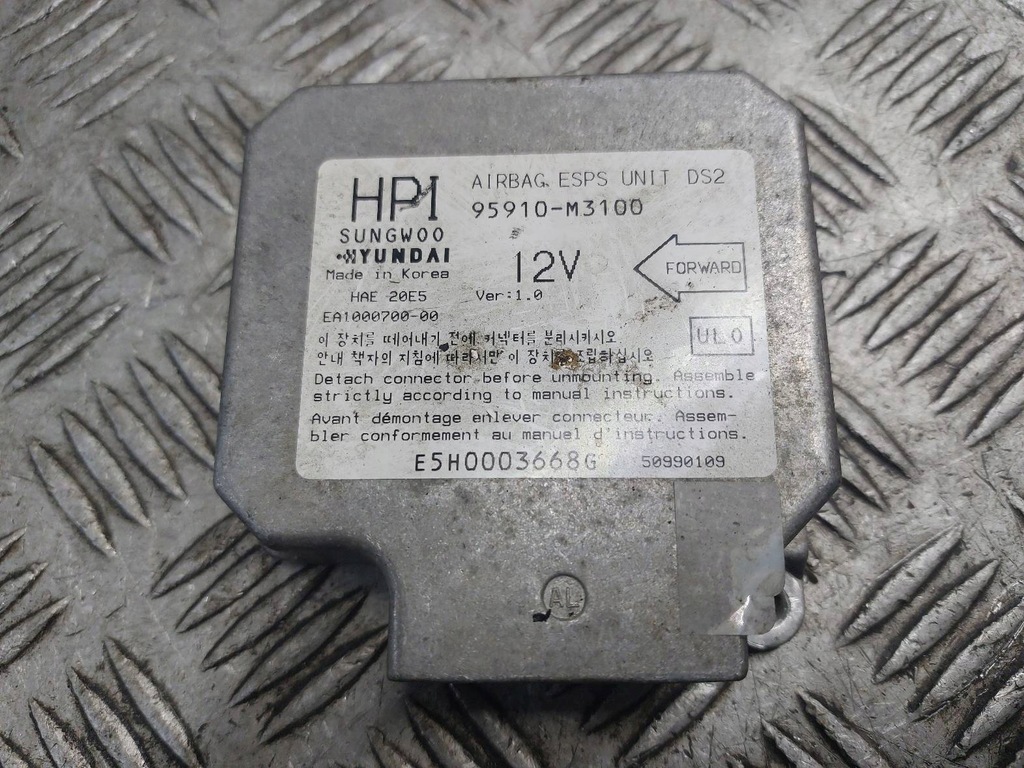 HPI
AIRBAG ESPS UNIT DS2
95910-M3100
SUNGWOO
HYUNDAI
12V
FORWARD
Made in Korea
HAE 20E5
Ver:1.0
EA1000700-00
UL O
이 장치를 떼어내기 전에 커넥터를 분리시키시오
안내 책자의 지침에 따라서만 이 장치를 조립하십시오
Detach connector before unmounting. Assemble
strictly according to manual instructions.
Avant démontage enlever connecteur. Assem-
bler conformement au manuel d'instructions.
E5H0003668G
50990109
AL